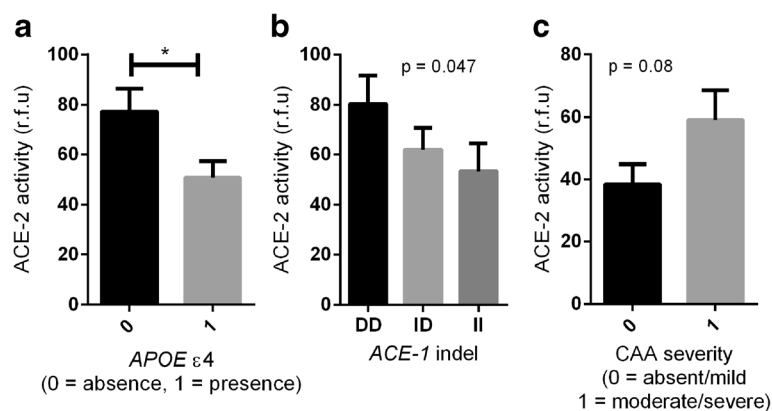 a
ACE-2 activity (r.f.u)
100
80
60
40
20
0
*
0
1
APOE ε4
(0 = absence, 1 = presence)
b
ACE-2 activity (r.f.u)
100
80
60
40
20
0
p = 0.047
DD
ID
II
ACE-1 indel
c
ACE-2 activity (r.f.u)
80
60
40
20
0
p = 0.08
0
1
CAA severity
(0 = absent/mild
1 = moderate/severe)